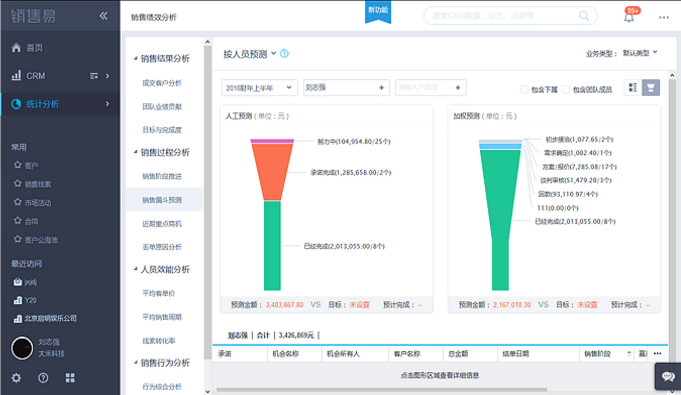 销售易
首页
CRM
统计分析
常用
客户
销售线索
市场活动
合同
客户公海池
最近访问
jxjdj
Y20
北京启明娱乐公司
刘志强
大米科技
销售绩效分析
新功能
99+
销售结果分析
成交客户分析
团队业绩贡献
目标与完成度
销售过程分析
销售阶段推进
销售漏斗预测
近期重点商机
丢单原因分析
人员效能分析
平均客单价
平均销售周期
线索转化率
销售行为分析
行为综合分析
按人员预测
业务类型： 默认类型
2016财年上半年
刘志强
包含下属
包含团队成员
人工预测（单位：元）
努力中(104,954.80/25个)
承诺完成(1,285,658.00/2个)
已经完成(2,013,055.00/8个)
预测金额： 3,403,667.80 VS 目标： 未设置 预计完成： --
加权预测（单位：元）
初步接洽(1,077.65/2个)
需求确定(1,002.40/1个)
方案/报价(7,285.08/17个)
谈判审核(51,479.20/3个)
回款(93,110.97/4个)
111(0.00/0个)
已经完成(2,013,055.00/8个)
预测金额： 2,167,010.30 VS 目标： 未设置 预计完成： --
刘志强 | 合计 | 3,426,869元 |
承诺 机会名称 机会所有人 客户名称 总金额 结单日期 销售阶段
点击图形区域查看详细信息